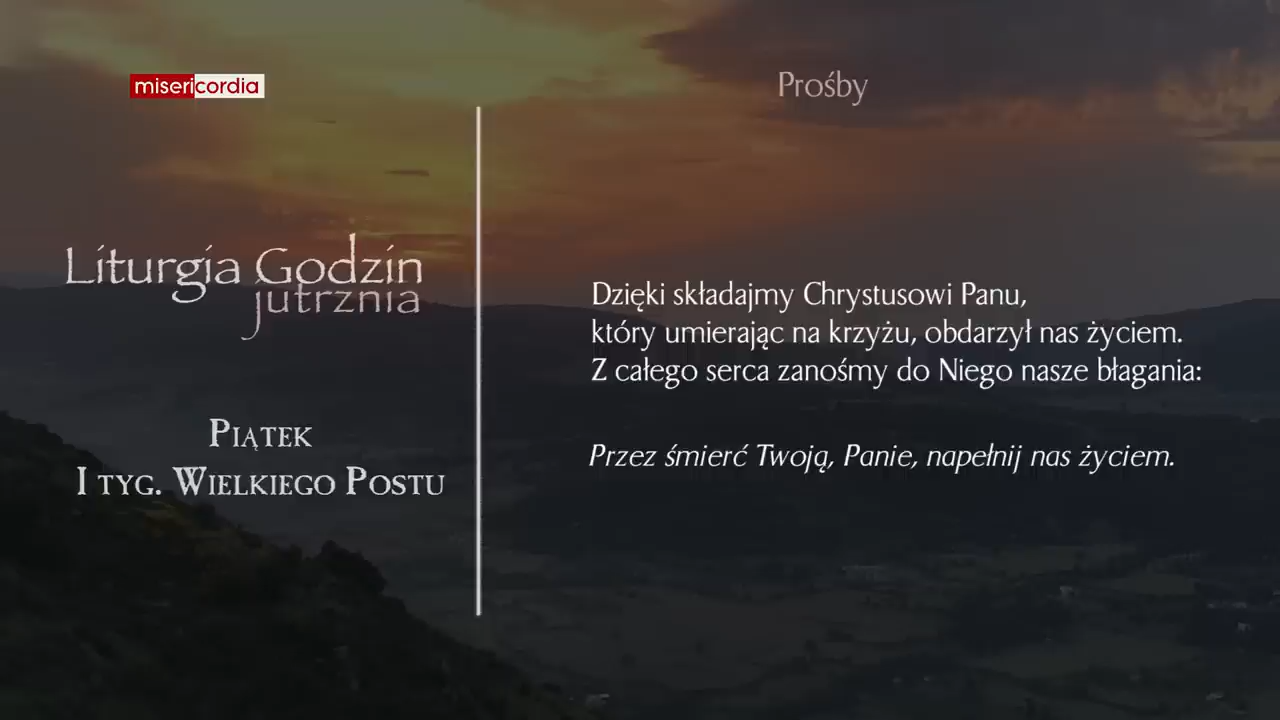 misericordia
Prośby
Liturgia Godzin
jutrznia
Piątek
I tyg. Wielkiego Postu
Dzięki składajmy Chrystusowi Panu,
który umierając na krzyżu, obdarzył nas życiem.
Z całego serca zanośmy do Niego nasze błagania:
Przez śmierć Twoją, Panie, napełnij nas życiem.